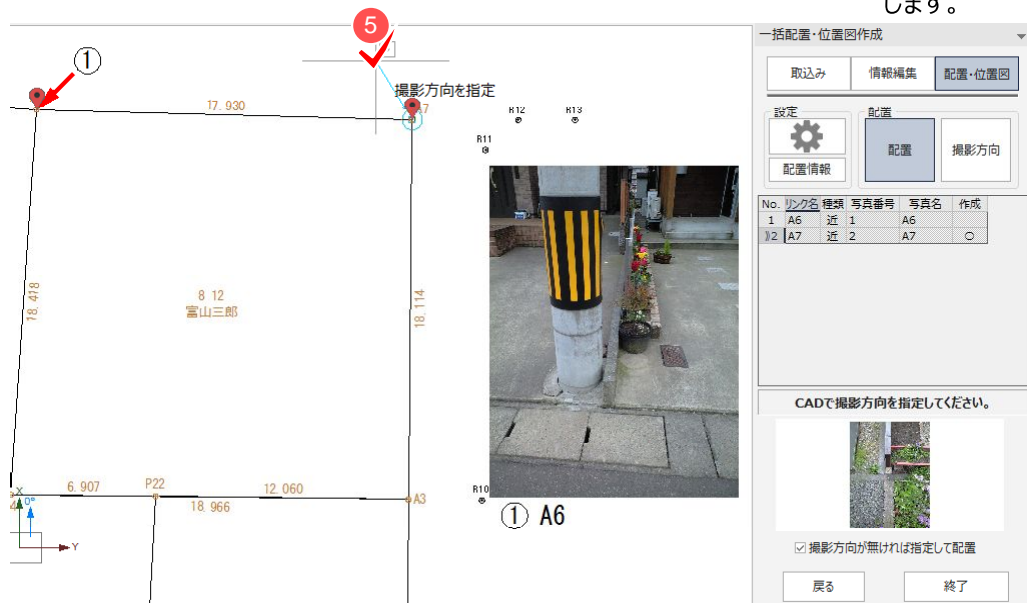 します。
5
①
撮影方向を指定
17.930
R12
R13
R11
18.418
8 12
富山三郎
18.114
6.907
P22
12.060
18.966
A3
R10
X
0°
Y
① A6
一括配置・位置図作成
取込み
情報編集
配置・位置図
設定
配置
配置情報
配置
撮影方向
No. リンク名 種類 写真番号 写真名 作成
1 A6 近 1 A6
2 A7 近 2 A7 ○
CADで撮影方向を指定してください。
撮影方向が無ければ指定して配置
戻る
終了